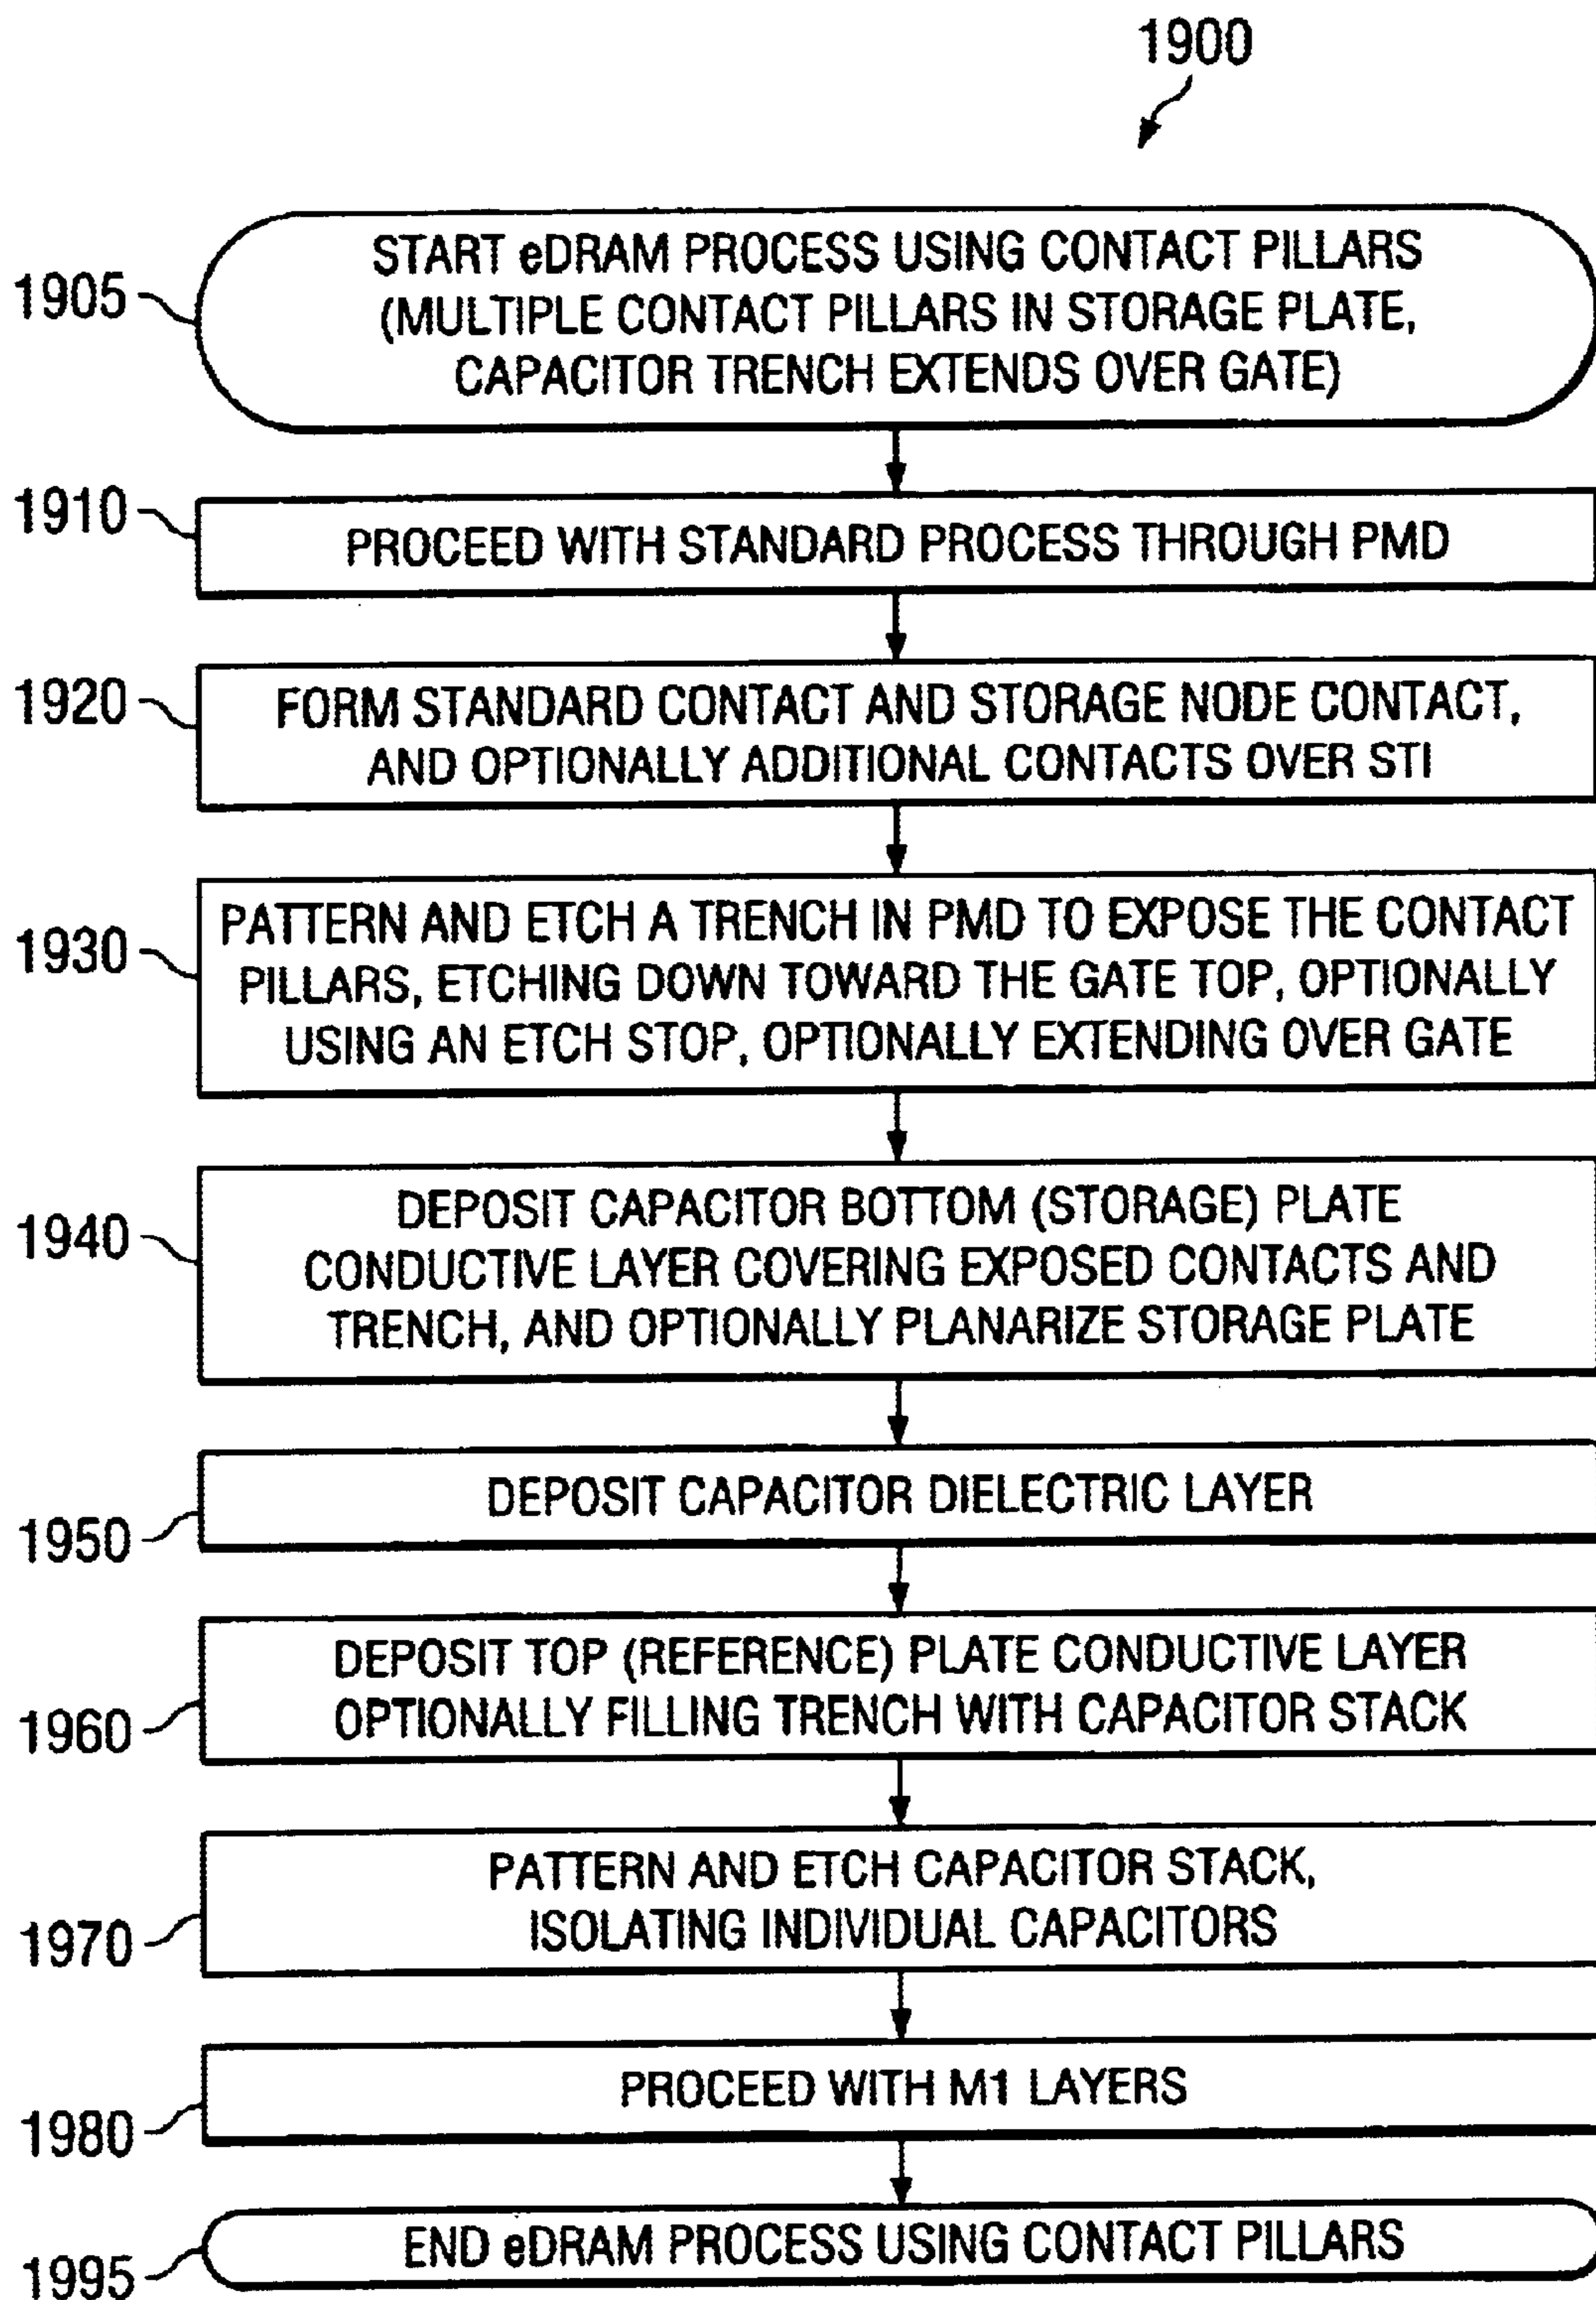 1900
1905
START eDRAM PROCESS USING CONTACT PILLARS
(MULTIPLE CONTACT PILLARS IN STORAGE PLATE,
CAPACITOR TRENCH EXTENDS OVER GATE)
1910
PROCEED WITH STANDARD PROCESS THROUGH PMD
1920
FORM STANDARD CONTACT AND STORAGE NODE CONTACT,
AND OPTIONALLY ADDITIONAL CONTACTS OVER STI
1930
PATTERN AND ETCH A TRENCH IN PMD TO EXPOSE THE CONTACT
PILLARS, ETCHING DOWN TOWARD THE GATE TOP, OPTIONALLY
USING AN ETCH STOP, OPTIONALLY EXTENDING OVER GATE
1940
DEPOSIT CAPACITOR BOTTOM (STORAGE) PLATE
CONDUCTIVE LAYER COVERING EXPOSED CONTACTS AND
TRENCH, AND OPTIONALLY PLANARIZE STORAGE PLATE
1950
DEPOSIT CAPACITOR DIELECTRIC LAYER
1960
DEPOSIT TOP (REFERENCE) PLATE CONDUCTIVE LAYER
OPTIONALLY FILLING TRENCH WITH CAPACITOR STACK
1970
PATTERN AND ETCH CAPACITOR STACK,
ISOLATING INDIVIDUAL CAPACITORS
1980
PROCEED WITH M1 LAYERS
1995
END eDRAM PROCESS USING CONTACT PILLARS